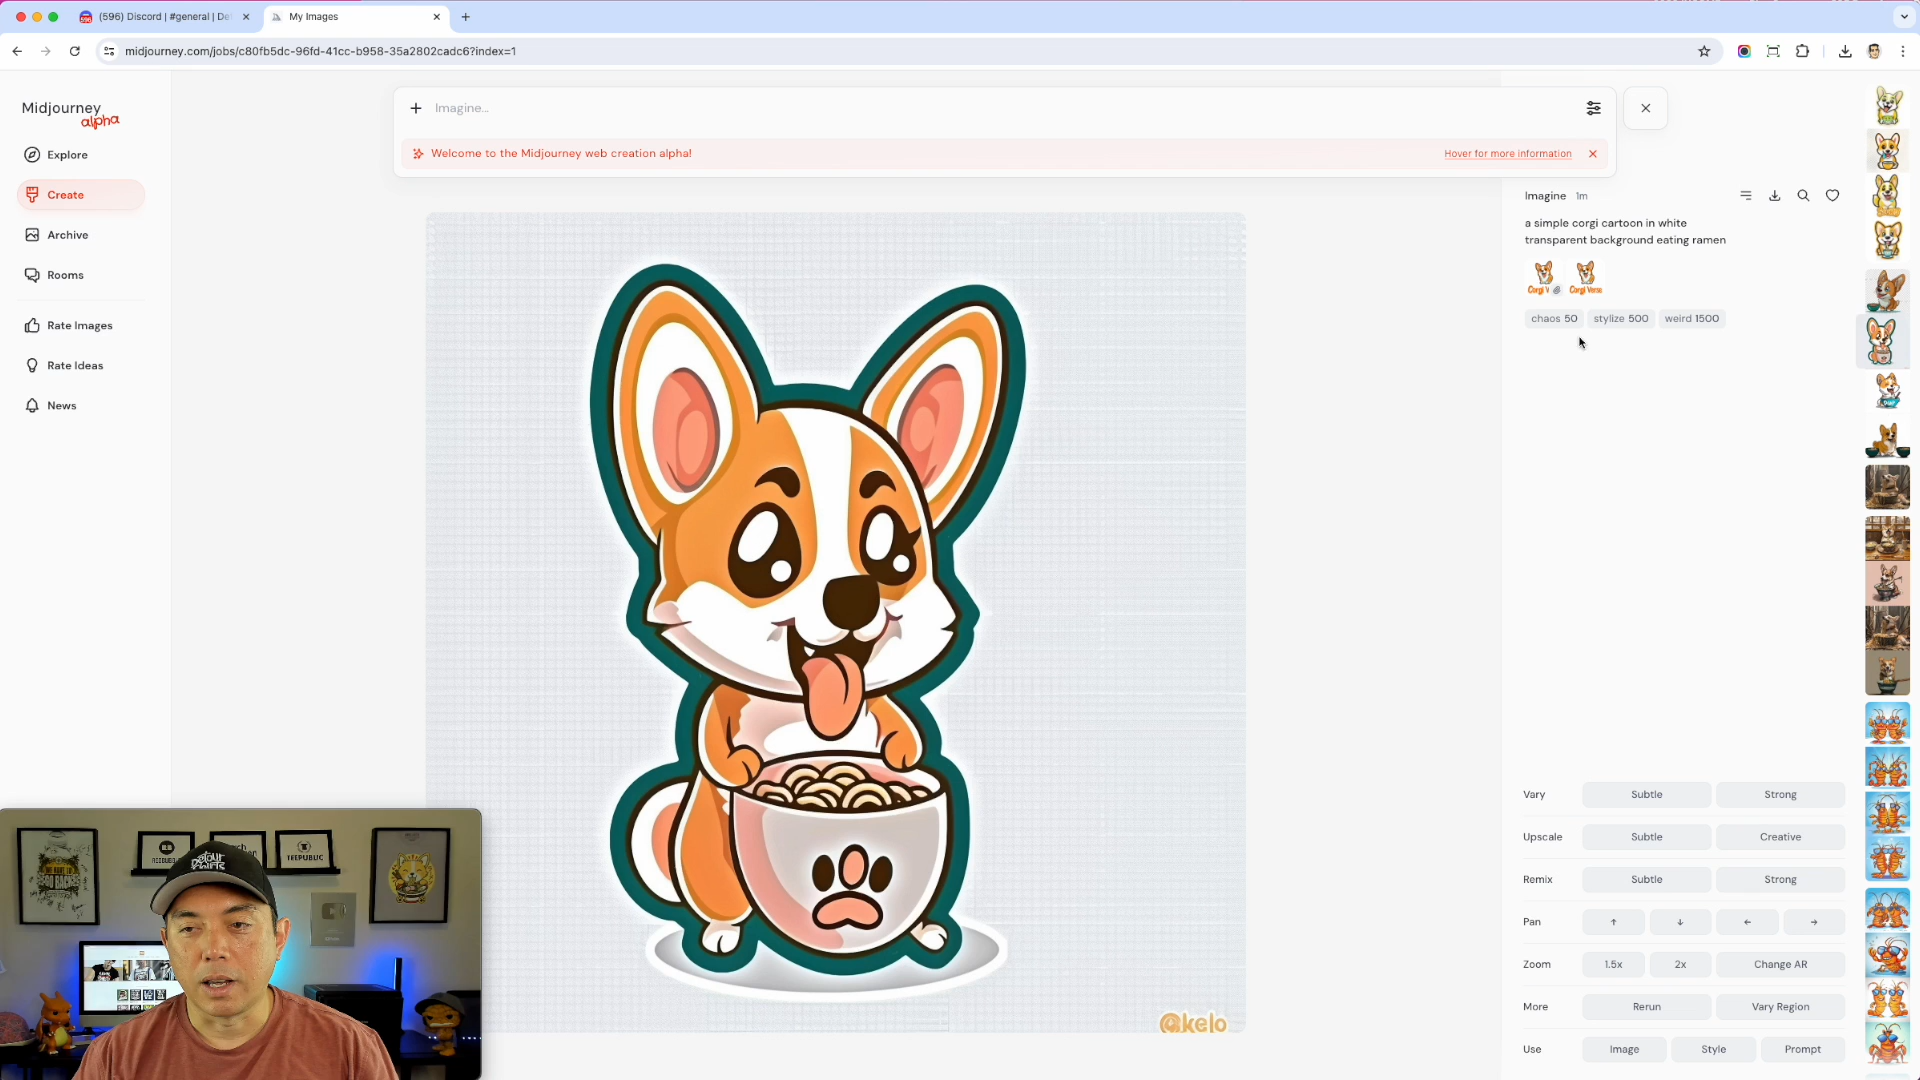 (596) Discord | #general | De
My Images
midjourney.com/jobs/c80fb5dc-96fd-41cc-b958-35a2802cadc6?index=1
Midjourney
alpha
Explore
Create
Archive
Rooms
Rate Images
Rate Ideas
News
Imagine...
Welcome to the Midjourney web creation alpha!
Hover for more information
Imagine 1m
a simple corgi cartoon in white
transparent background eating ramen
Corgi V
Corgi Verse
chaos 50 stylize 500 weird 1500
Vary Subtle Strong
Upscale Subtle Creative
Remix Subtle Strong
Pan ↑ ↓ ← →
Zoom 1.5x 2x Change AR
More Rerun Vary Region
Use Image Style Prompt
kelo
TEEPUBLIC
DETOUR